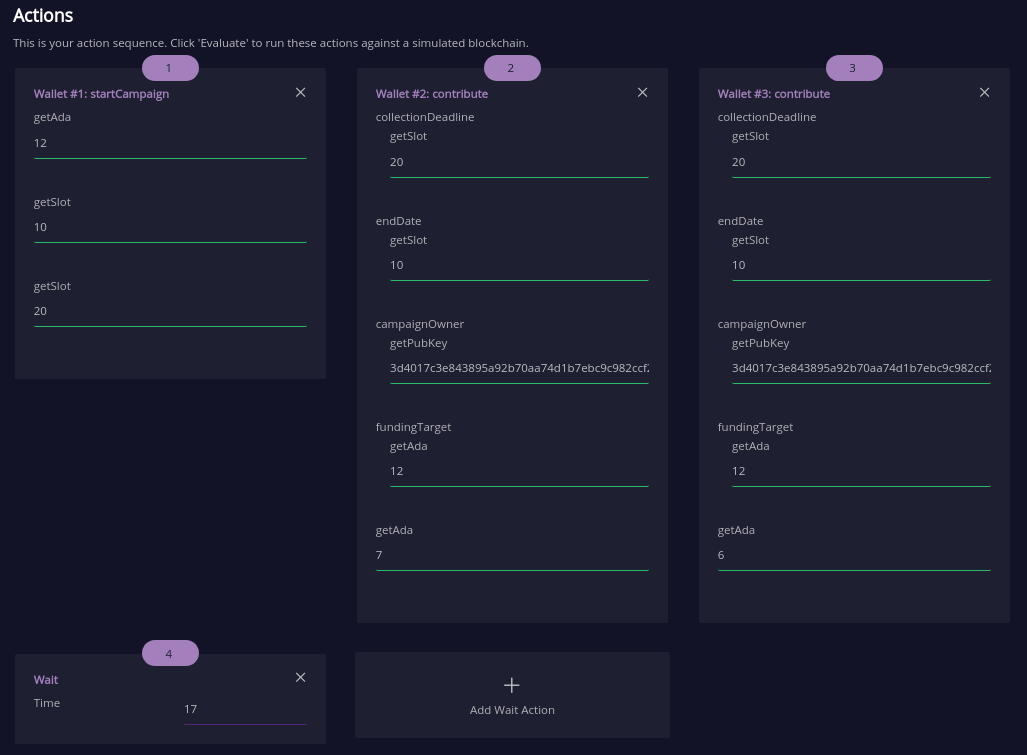 Actions
This is your action sequence. Click 'Evaluate' to run these actions against a simulated blockchain.
1
Wallet #1: startCampaign
getAda
12
getSlot
10
getSlot
20
2
Wallet #2: contribute
collectionDeadline
getSlot
20
endDate
getSlot
10
campaignOwner
getPubKey
3d4017c3e843895a92b70aa74d1b7ebc9c982ccf
fundingTarget
getAda
12
getAda
7
3
Wallet #3: contribute
collectionDeadline
getSlot
20
endDate
getSlot
10
campaignOwner
getPubKey
3d4017c3e843895a92b70aa74d1b7ebc9c982ccf
fundingTarget
getAda
12
getAda
6
4
Wait
Time
17
Add Wait Action